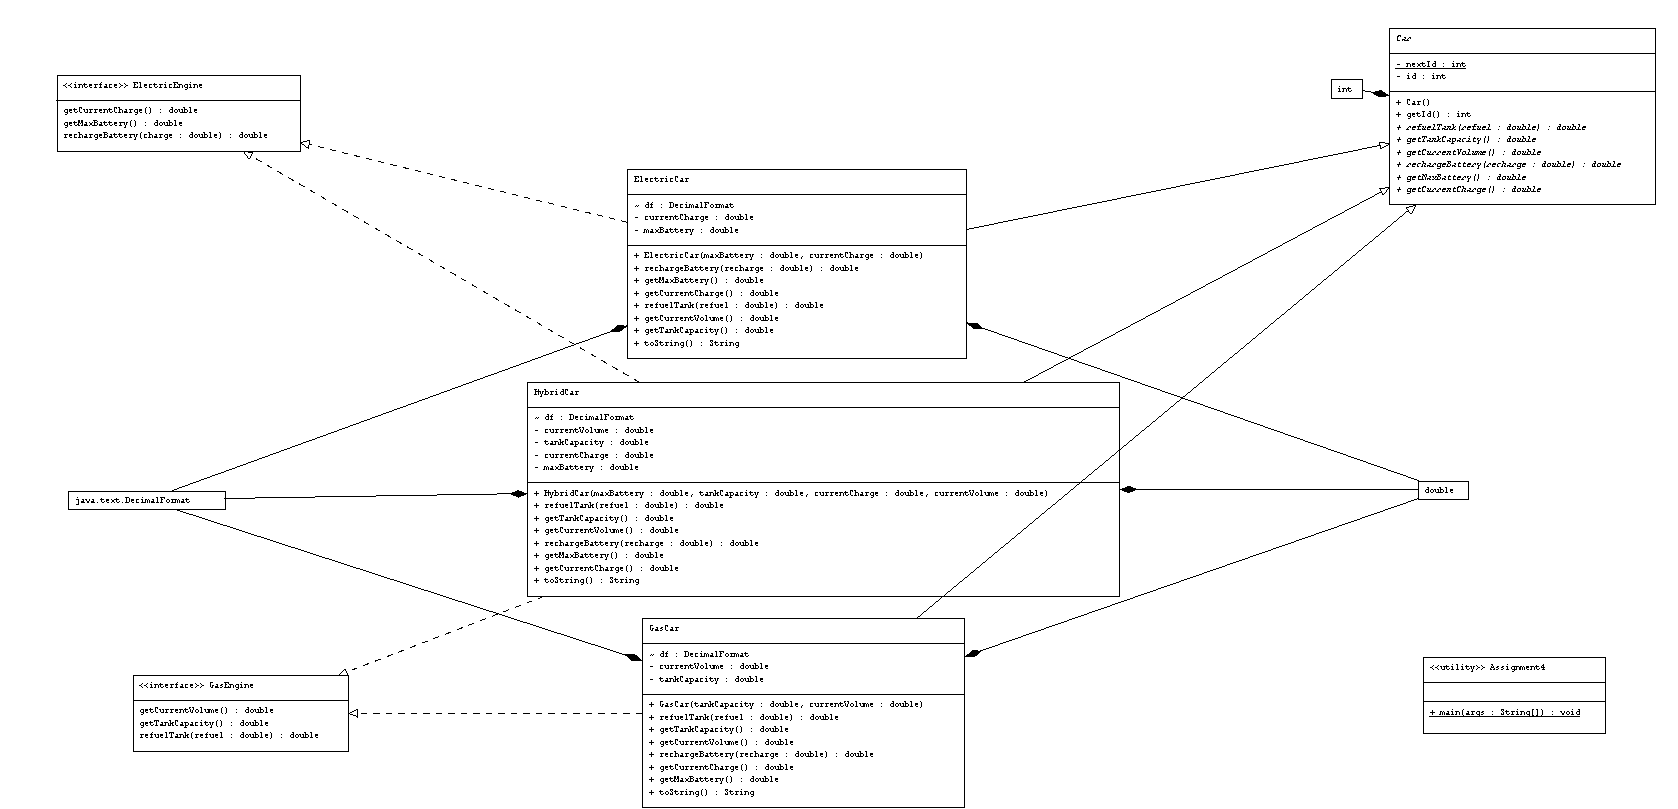 <<interface>> ElectricEngine
getCurrentCharge() : double
getMaxBattery() : double
rechargeBattery(charge : double) : double
Car
- nextId : int
- id : int
+ Car()
+ getId() : int
+ refuelTank(refuel : double) : double
+ getTankCapacity() : double
+ getCurrentVolume() : double
+ rechargeBattery(recharge : double) : double
+ getMaxBattery() : double
+ getCurrentCharge() : double
int
ElectricCar
~ df : DecimalFormat
- currentCharge : double
- maxBattery : double
+ ElectricCar(maxBattery : double, currentCharge : double)
+ rechargeBattery(recharge : double) : double
+ getMaxBattery() : double
+ getCurrentCharge() : double
+ refuelTank(refuel : double) : double
+ getCurrentVolume() : double
+ getTankCapacity() : double
+ toString() : String
HybridCar
~ df : DecimalFormat
- currentVolume : double
- tankCapacity : double
- currentCharge : double
- maxBattery : double
+ HybridCar(maxBattery : double, tankCapacity : double, currentCharge : double, currentVolume : double)
+ refuelTank(refuel : double) : double
+ getTankCapacity() : double
+ getCurrentVolume() : double
+ rechargeBattery(recharge : double) : double
+ getMaxBattery() : double
+ getCurrentCharge() : double
+ toString() : String
java.text.DecimalFormat
double
GasCar
~ df : DecimalFormat
- currentVolume : double
- tankCapacity : double
+ GasCar(tankCapacity : double, currentVolume : double)
+ refuelTank(refuel : double) : double
+ getTankCapacity() : double
+ getCurrentVolume() : double
+ rechargeBattery(recharge : double) : double
+ getCurrentCharge() : double
+ getMaxBattery() : double
+ toString() : String
<<interface>> GasEngine
getCurrentVolume() : double
getTankCapacity() : double
refuelTank(refuel : double) : double
<<utility>> Assignment4
+ main(args : String[]) : void